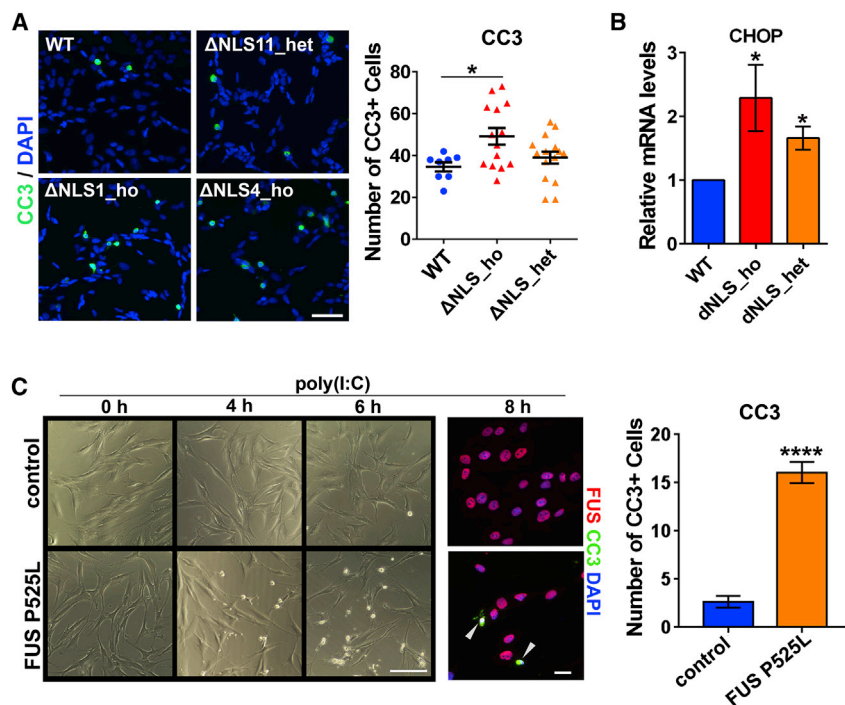 A
WT
ΔNLS11_het
ΔNLS1_ho
ΔNLS4_ho
CC3 / DAPI
CC3
*
Number of CC3+ Cells
80
60
40
20
0
WT
ΔNLS_ho
ΔNLS_het
B
CHOP
*
*
Relative mRNA levels
3
2
1
0
WT
dNLS_ho
dNLS_het
C
poly(I:C)
0 h
4 h
6 h
8 h
control
FUS P525L
FUS CC3 DAPI
CC3
****
Number of CC3+ Cells
20
15
10
5
0
control
FUS P525L